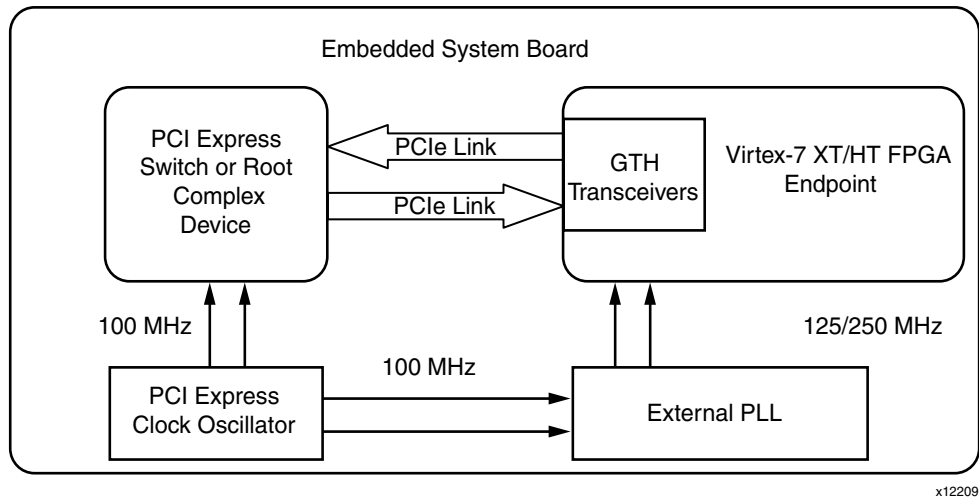 Embedded System Board
PCI Express
Switch or Root
Complex
Device
PCIe Link
PCIe Link
GTH
Transceivers
Virtex-7 XT/HT FPGA
Endpoint
100 MHz
125/250 MHz
PCI Express
Clock Oscillator
100 MHz
External PLL
x12209